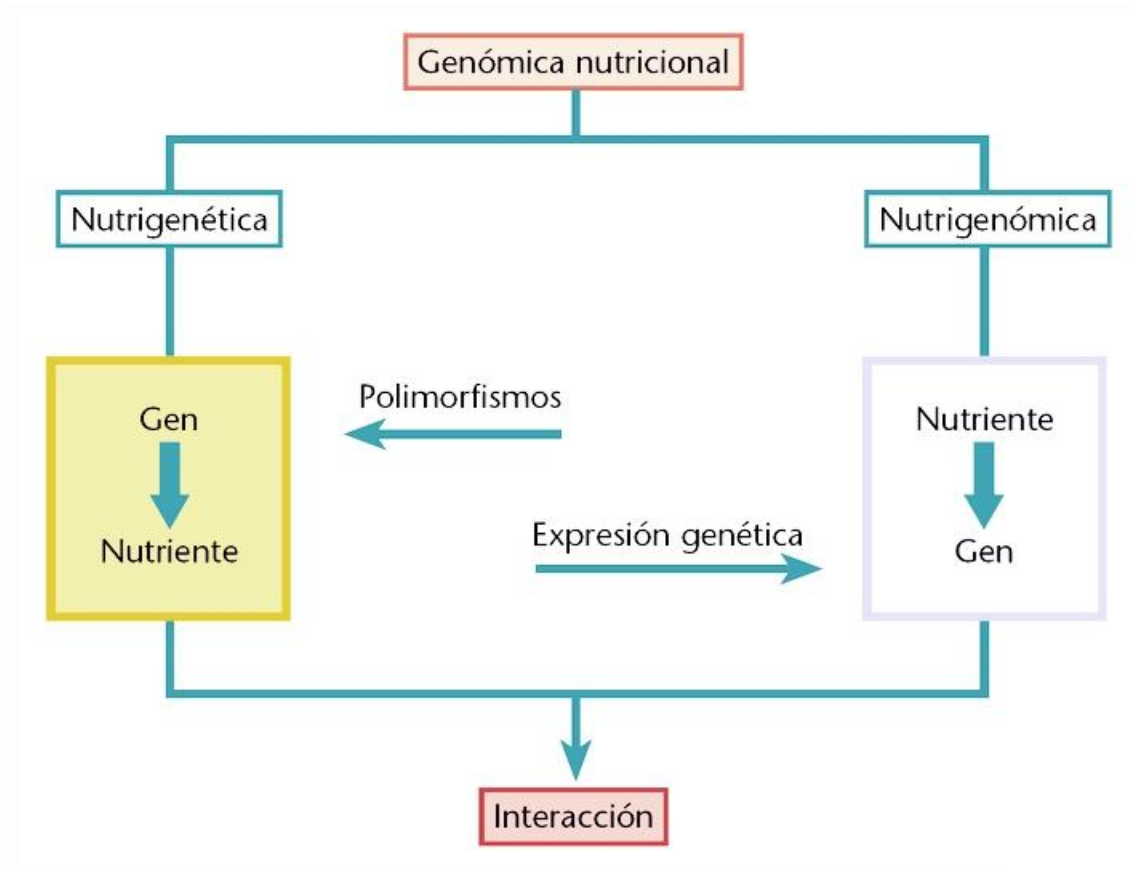 Genómica nutricional
Nutrigenética
Nutrigenómica
Gen
Nutriente
Polimorfismos
Expresión genética
Nutriente
Gen
Interacción